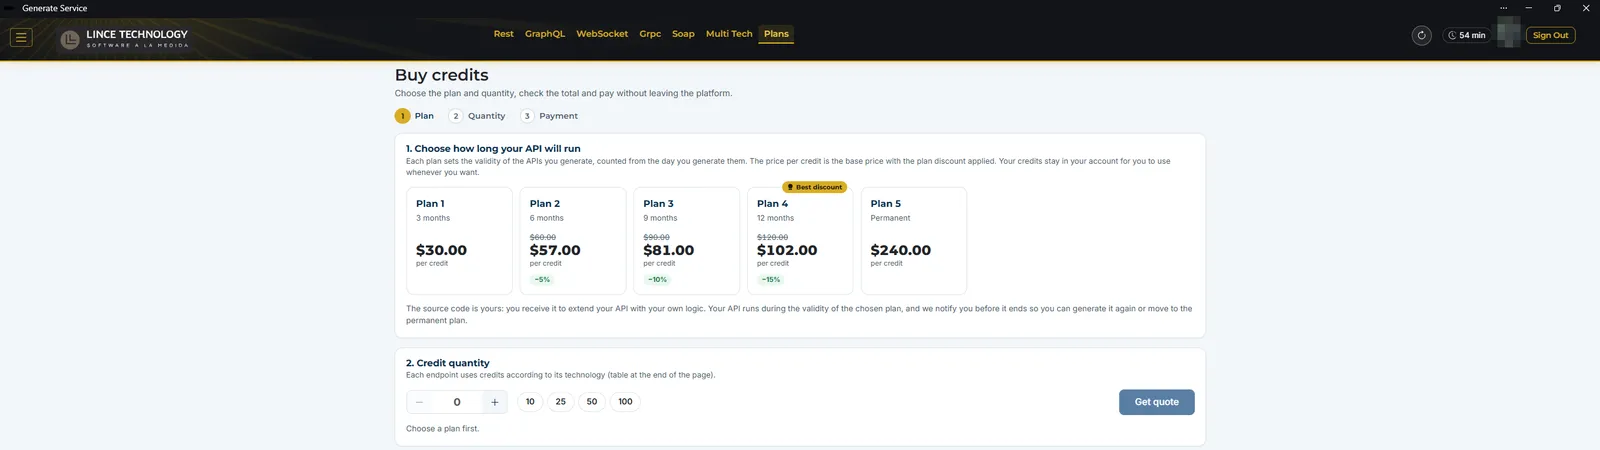 Generate Service
LINCE TECHNOLOGY
SOFTWARE A LA MEDIDA
Rest GraphQL WebSocket Grpc Soap Multi Tech Plans
54 min
Sign Out
Buy credits
Choose the plan and quantity, check the total and pay without leaving the platform.
1 Plan 2 Quantity 3 Payment
1. Choose how long your API will run
Each plan sets the validity of the APIs you generate, counted from the day you generate them. The price per credit is the base price with the plan discount applied. Your credits stay in your account for you to use
whenever you want.
Plan 1
3 months
$30.00
per credit
Plan 2
6 months
$60.00
$57.00
per credit
−5%
Plan 3
9 months
$90.00
$81.00
per credit
−10%
Best discount
Plan 4
12 months
$120.00
$102.00
per credit
−15%
Plan 5
Permanent
$240.00
per credit
The source code is yours: you receive it to extend your API with your own logic. Your API runs during the validity of the chosen plan, and we notify you before it ends so you can generate it again or move to the
permanent plan.
2. Credit quantity
Each endpoint uses credits according to its technology (table at the end of the page).
− 0 + 10 25 50 100
Get quote
Choose a plan first.